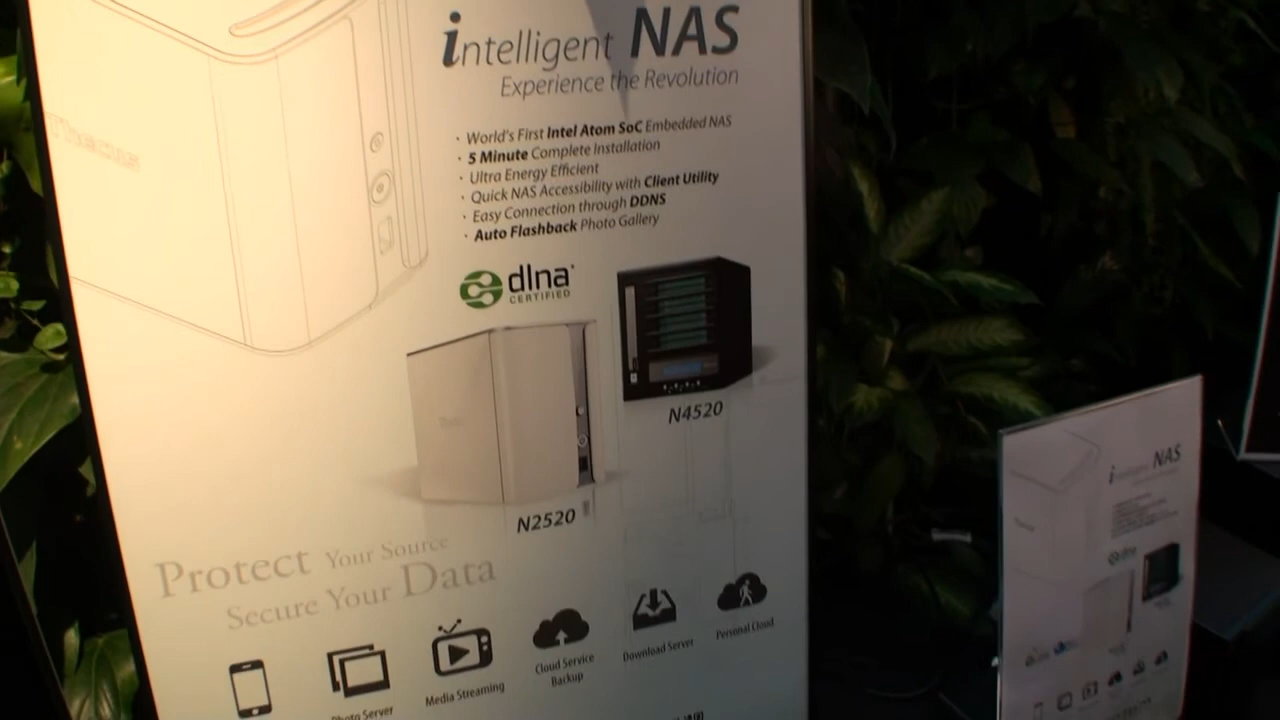 Thecus
intelligent NAS
Experience the Revolution
· World's First Intel Atom SoC Embedded NAS
· 5 Minute Complete Installation
· Ultra Energy Efficient
· Quick NAS Accessibility with Client Utility
· Easy Connection through DDNS
· Auto Flashback Photo Gallery
dlna
CERTIFIED
N4520
N2520
Protect Your Source
Secure Your Data
Photo Server
Media Streaming
Cloud Service
Backup
Download Server
Personal Cloud
intelligent NAS
dlna